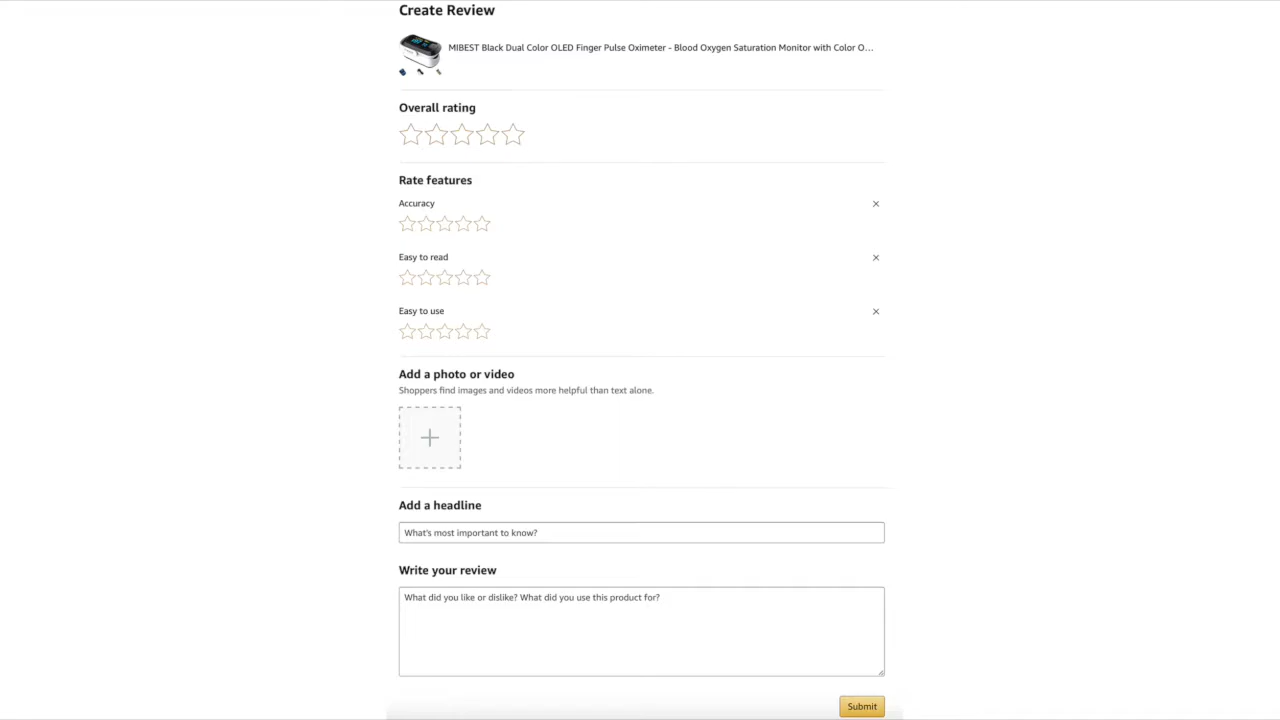 Create Review
MIBEST Black Dual Color OLED Finger Pulse Oximeter - Blood Oxygen Saturation Monitor with Color O...
Overall rating
Rate features
Accuracy
Easy to read
Easy to use
Add a photo or video
Shoppers find images and videos more helpful than text alone.
Add a headline
What's most important to know?
Write your review
What did you like or dislike? What did you use this product for?
Submit